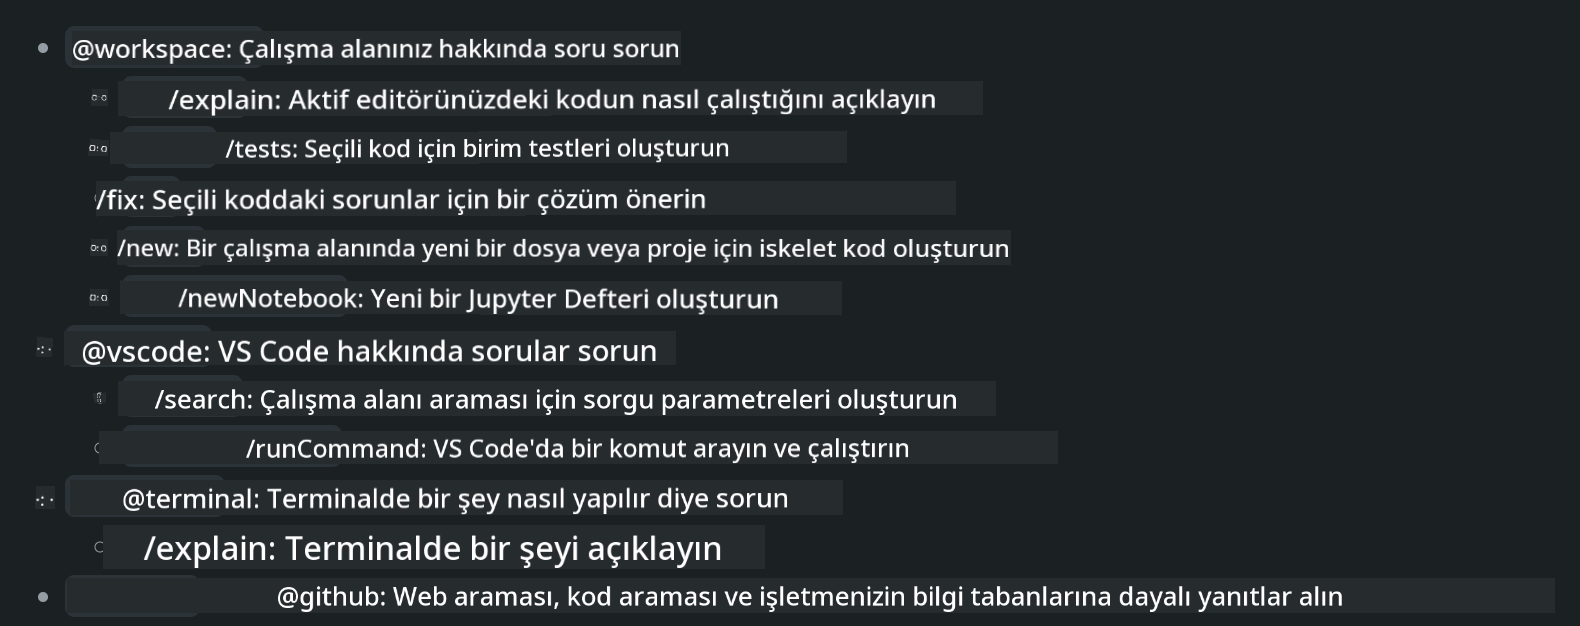 @workspace: Çalışma alanınız hakkında soru sorun
/explain: Aktif editörünüzdeki kodun nasıl çalıştığını açıklayın
/tests: Seçili kod için birim testleri oluşturun
/fix: Seçili koddaki sorunlar için bir çözüm önerin
/new: Bir çalışma alanında yeni bir dosya veya proje için iskelet kod oluşturun
/newNotebook: Yeni bir Jupyter Defteri oluşturun
@vscode: VS Code hakkında sorular sorun
/search: Çalışma alanı araması için sorgu parametreleri oluşturun
/runCommand: VS Code'da bir komut arayın ve çalıştırın
@terminal: Terminalde bir şey nasıl yapılır diye sorun
/explain: Terminalde bir şeyi açıklayın
@github: Web araması, kod araması ve işletmenizin bilgi tabanlarına dayalı yanıtlar alın